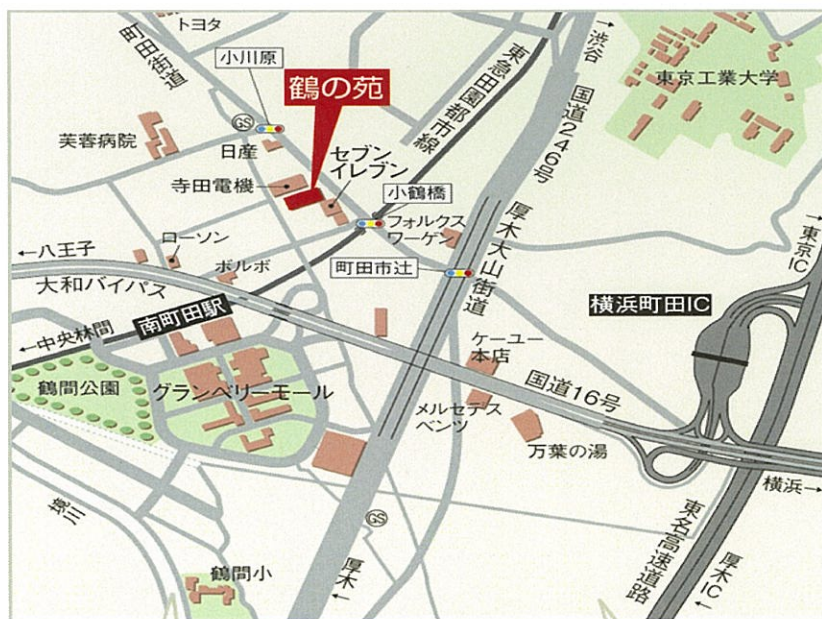 トヨタ
町田街道
小川原
鶴の苑
東急田園都市線
→渋谷
国道246号
東京工業大学
GS
芙蓉病院
日産
セブン
イレブン
寺田電機
小鶴橋
フォルクス
ワーゲン
←八王子
ローソン
大和バイパス
ボルボ
町田市辻
厚木大山街道
→東京IC
横浜町田IC
南町田駅
←中央林間
ケーユー
本店
鶴間公園
グランベリーモール
国道16号
メルセデス
ベンツ
万葉の湯
横浜→
境川
GS
東名高速道路
鶴間小
厚木←
厚木IC←